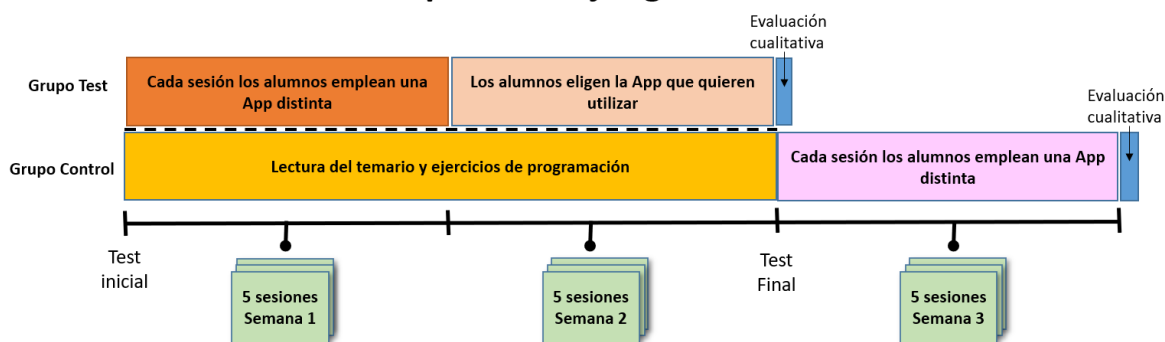 Evaluación
cualitativa
Grupo Test
Cada sesión los alumnos emplean una
App distinta
Los alumnos eligen la App que quieren
utilizar
Evaluación
cualitativa
Grupo Control
Lectura del temario y ejercicios de programación
Cada sesión los alumnos emplean una App
distinta
Test
inicial
Test
Final
5 sesiones
Semana 1
5 sesiones
Semana 2
5 sesiones
Semana 3